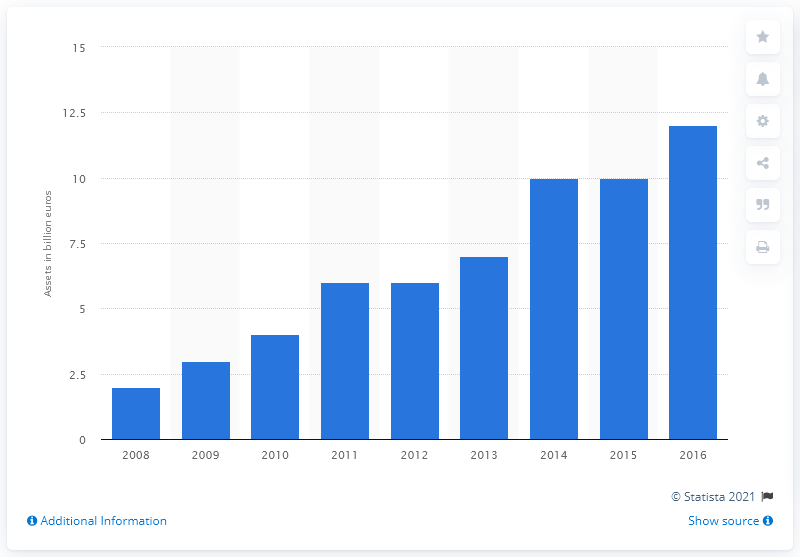 15
12.5
10
7.5
5
2.5
0
Assets in billion euros
2008 2009 2010 2011 2012 2013 2014 2015 2016
© Statista 2021
Additional Information
Show source